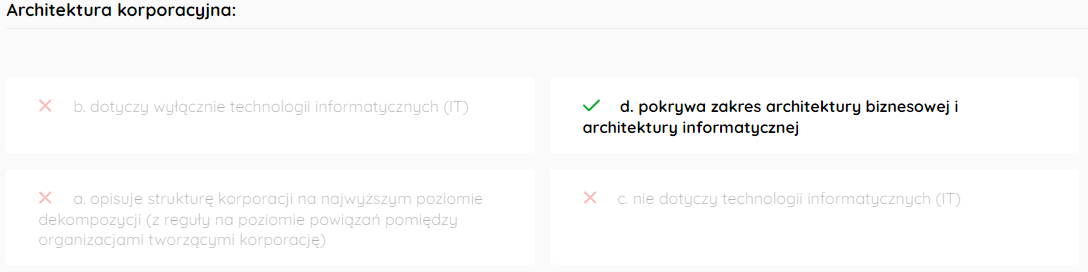 Architektura korporacyjna:
b. dotyczy wyłącznie technologii informatycznych (IT)
d. pokrywa zakres architektury biznesowej i
architektury informatycznej
a. opisuje strukturę korporacji na najwyższym poziomie
dekompozycji (z reguły na poziomie powiązań pomiędzy
organizacjami tworzącymi korporację)
c. nie dotyczy technologii informatycznych (IT)